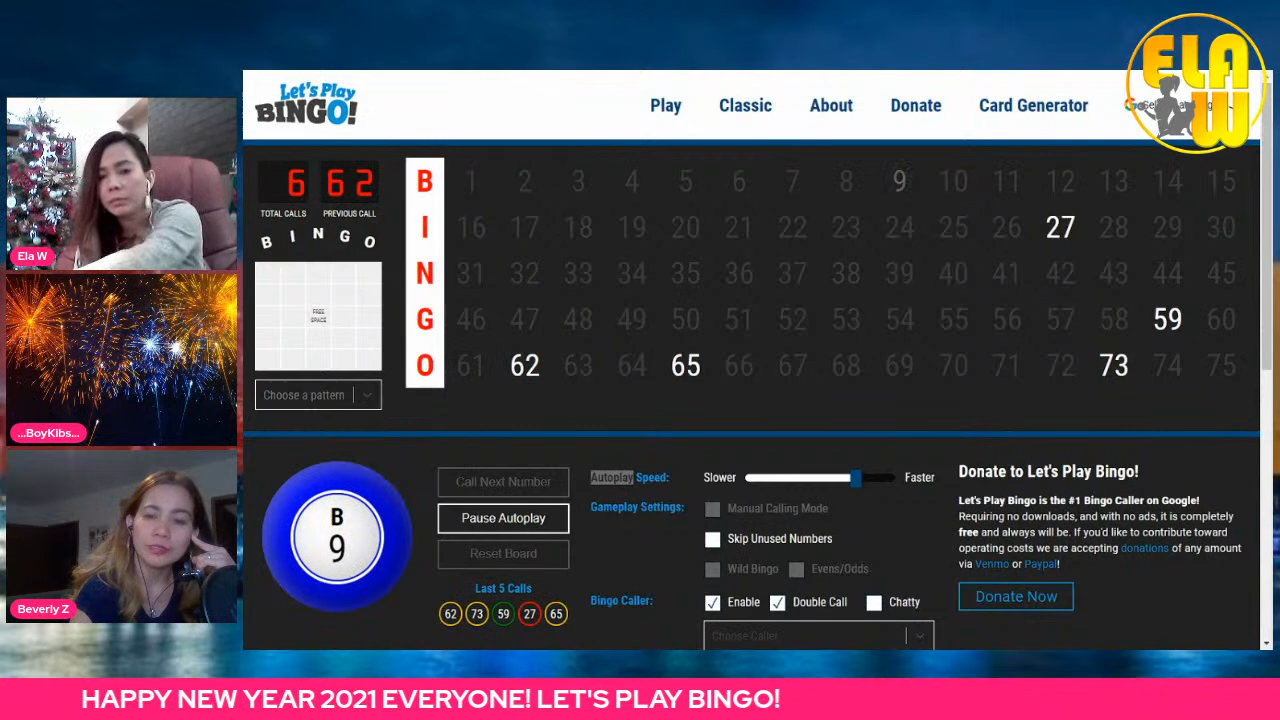 ELA
W
Let's Play
BINGO!
Play
Classic
About
Donate
Card Generator
6
62
TOTAL CALLS
PREVIOUS CALL
B I N G O
FREE
SPACE
Choose a pattern
B 1 2 3 4 5 6 7 8 9 10 11 12 13 14 15
I 16 17 18 19 20 21 22 23 24 25 26 27 28 29 30
N 31 32 33 34 35 36 37 38 39 40 41 42 43 44 45
G 46 47 48 49 50 51 52 53 54 55 56 57 58 59 60
O 61 62 63 64 65 66 67 68 69 70 71 72 73 74 75
Ela W
...BoyKibs...
Beverly Z
B
9
Call Next Number
Pause Autoplay
Reset Board
Last 5 Calls
62 73 59 27 65
Autoplay Speed:
Slower
Faster
Gameplay Settings:
Manual Calling Mode
Skip Unused Numbers
Wild Bingo
Evens/Odds
Bingo Caller:
Enable
Double Call
Chatty
Choose Caller
Donate to Let's Play Bingo!
Let's Play Bingo is the #1 Bingo Caller on Google!
Requiring no downloads, and with no ads, it is completely
free and always will be. If you'd like to contribute toward
operating costs we are accepting donations of any amount
via Venmo or Paypal!
Donate Now
HAPPY NEW YEAR 2021 EVERYONE! LET'S PLAY BINGO!